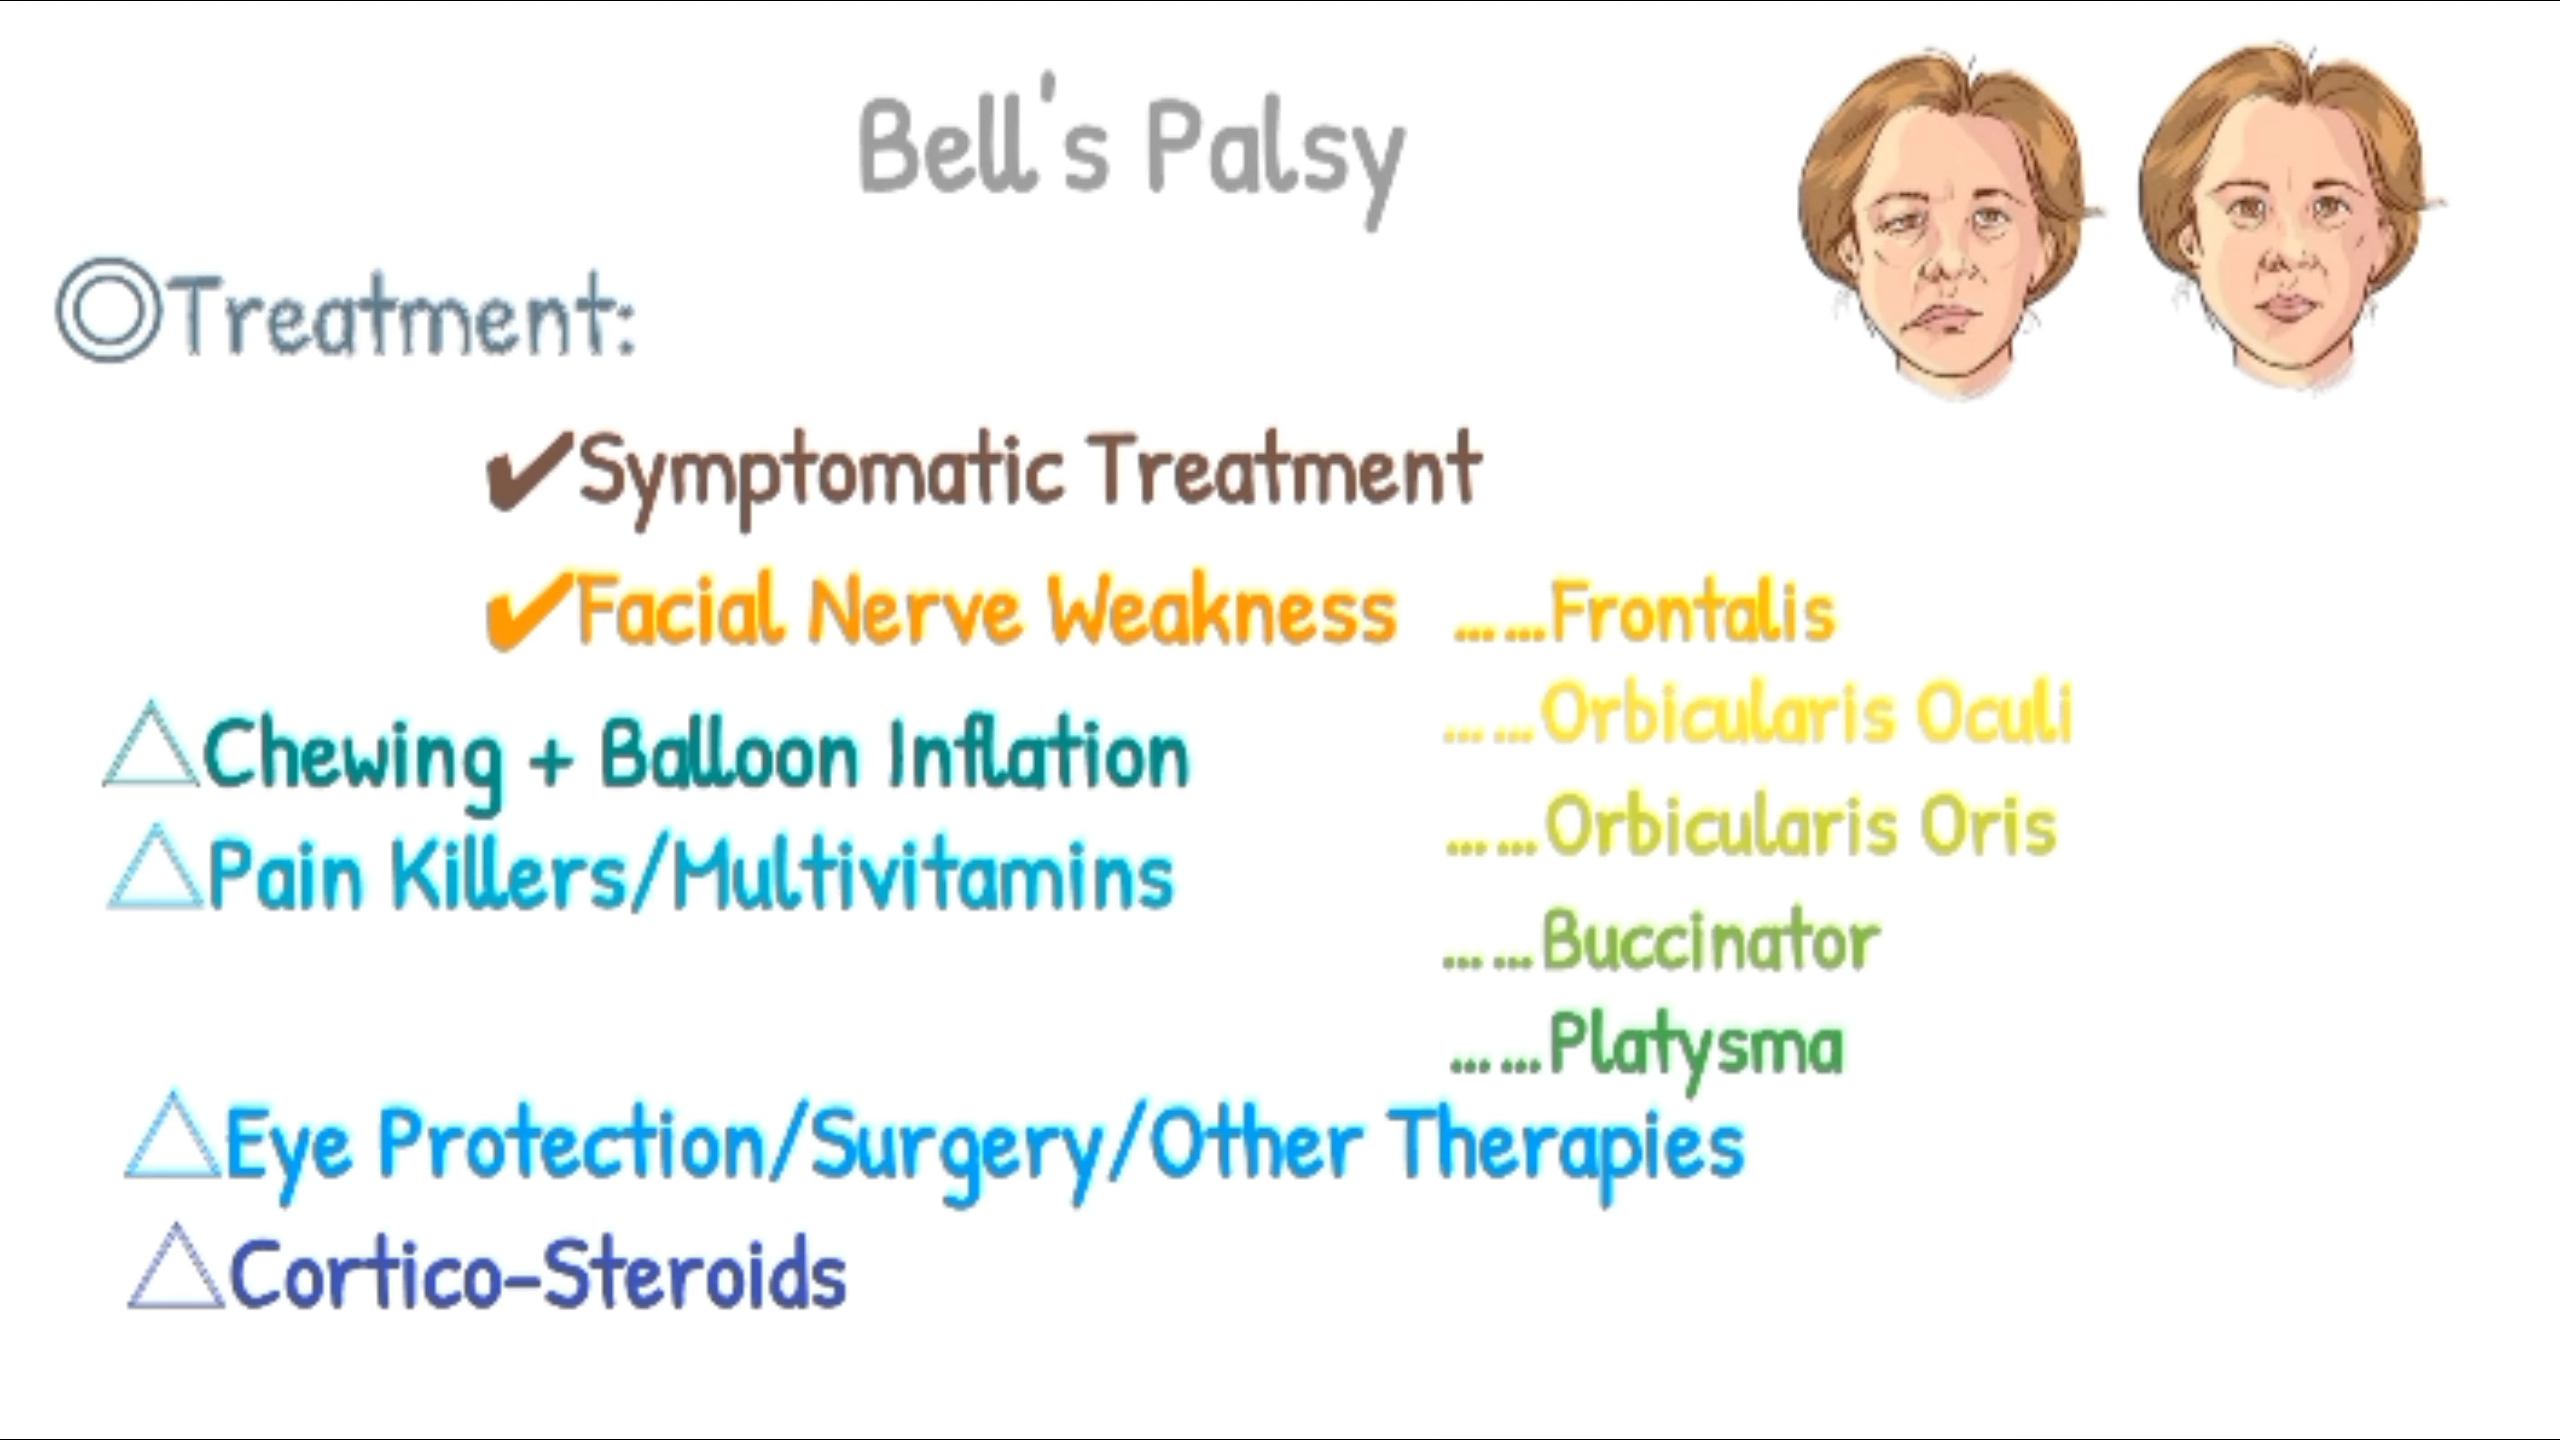 Bell's Palsy
◎Treatment:
✔Symptomatic Treatment
✔Facial Nerve Weakness ……Frontalis
……Orbicularis Oculi
△Chewing + Balloon Inflation
……Orbicularis Oris
△Pain Killers/Multivitamins
……Buccinator
……Platysma
△Eye Protection/Surgery/Other Therapies
△Cortico-Steroids